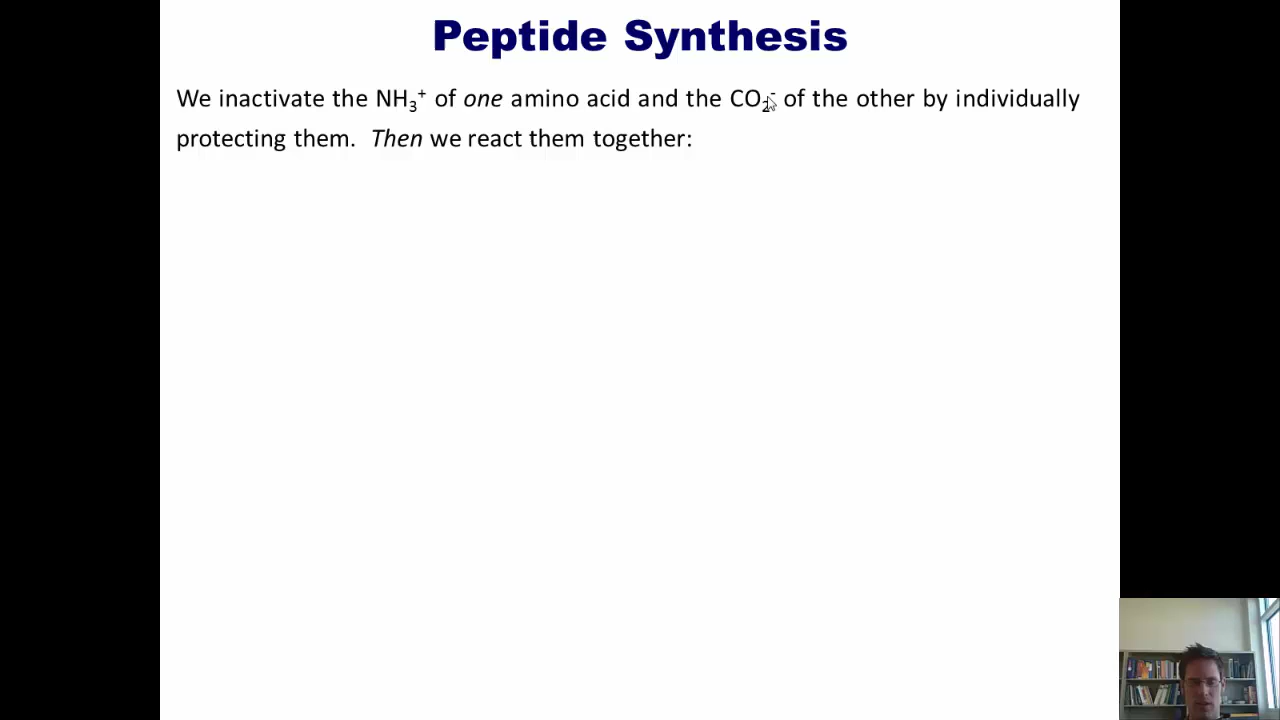 Peptide Synthesis
We inactivate the NH₃⁺ of one amino acid and the CO₂⁻ of the other by individually
protecting them. Then we react them together: